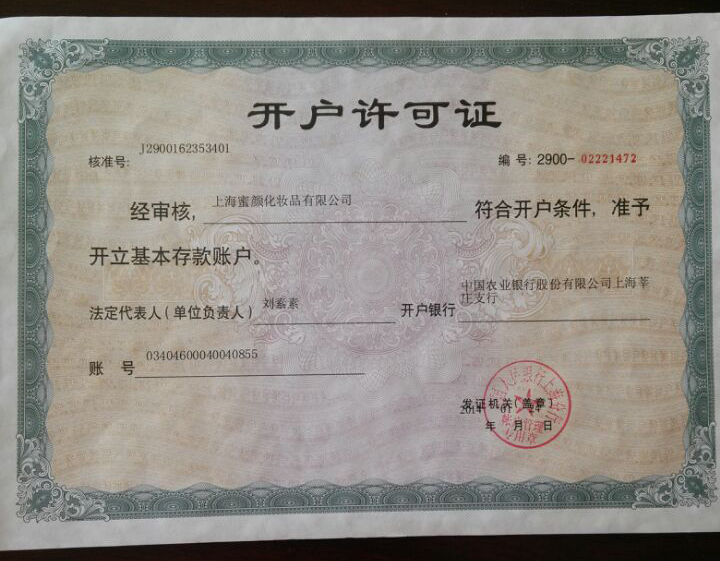 开户许可证
核准号: J2900162353401
编号: 2900-02221472
经审核, 上海蜜颜化妆品有限公司 符合开户条件, 准予
开立基本存款账户。
法定代表人(单位负责人) 刘紊素 开户银行 中国农业银行股份有限公司上海莘
庄支行
账 号 03404600040040855
发证机关(盖章)
2014 01 14
年 月 日